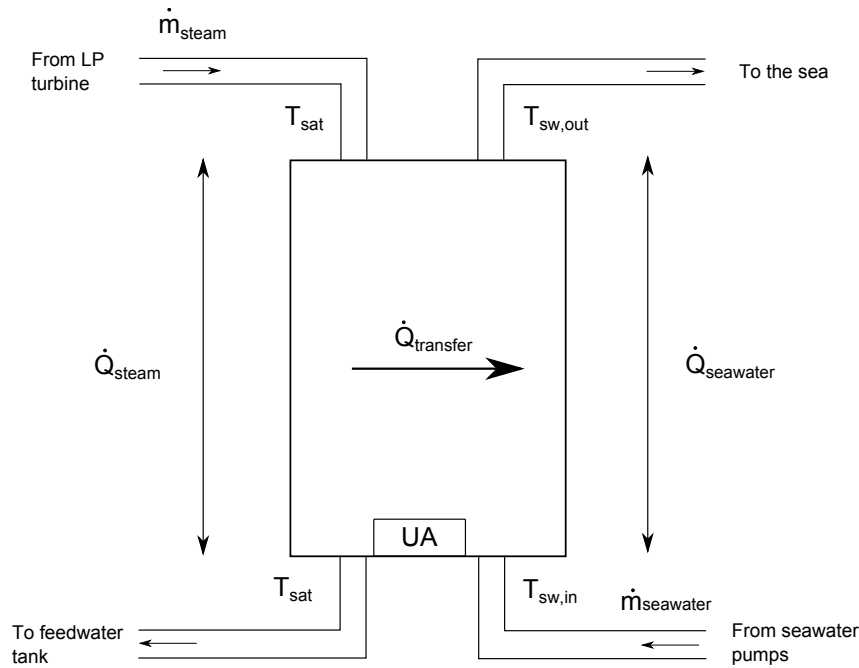 ṁsteam
From LP
turbine
To the sea
Tsat
Tsw,out
Q̇steam
Q̇transfer
Q̇seawater
UA
Tsat
Tsw,in
ṁseawater
To feedwater
tank
From seawater
pumps